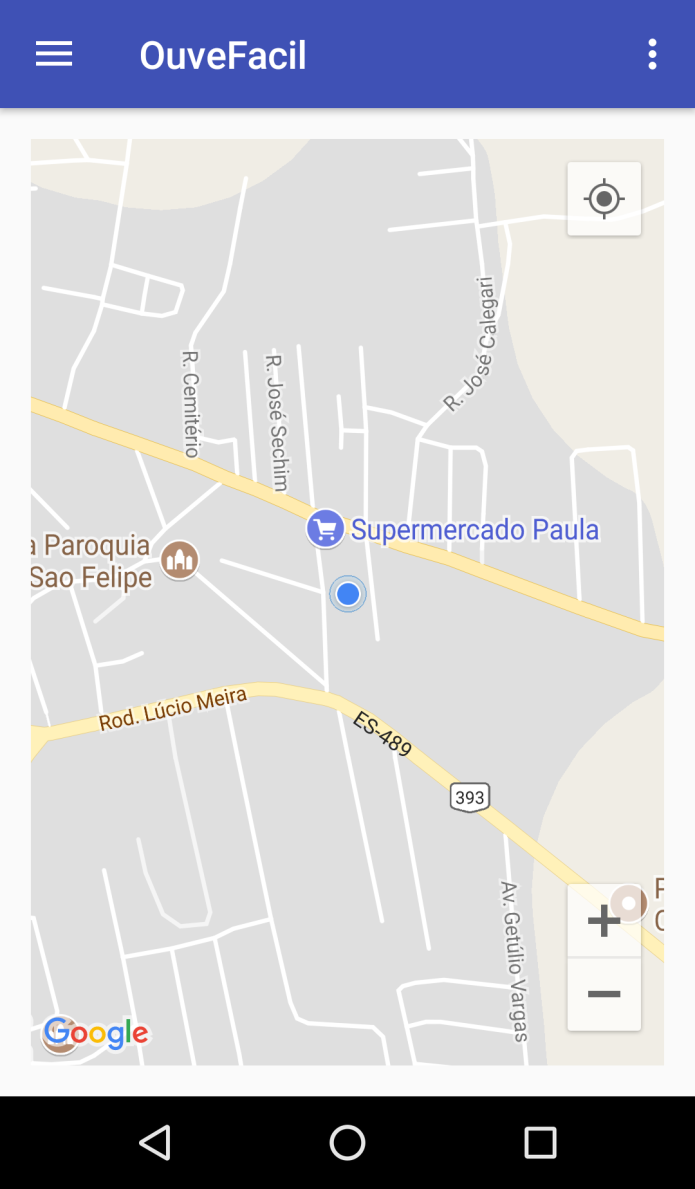 OuveFacil
R. José Calegari
R. Cemitério
R. José Sechim
Supermercado Paula
a Paroquia
Sao Felipe
Rod. Lúcio Meira
ES-489
393
Av. Getúlio Vargas
Google